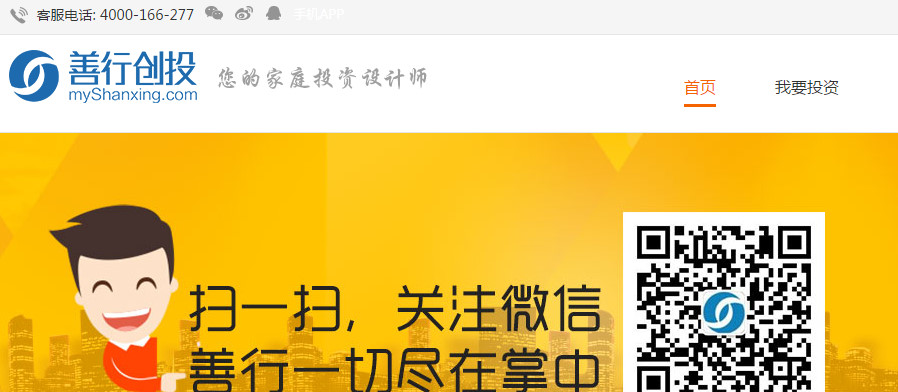 客服电话: 4000-166-277 手机APP
善行创投
myShanxing.com
您的家庭投资设计师
首页 我要投资
扫一扫, 关注微信
善行一切尽在掌中